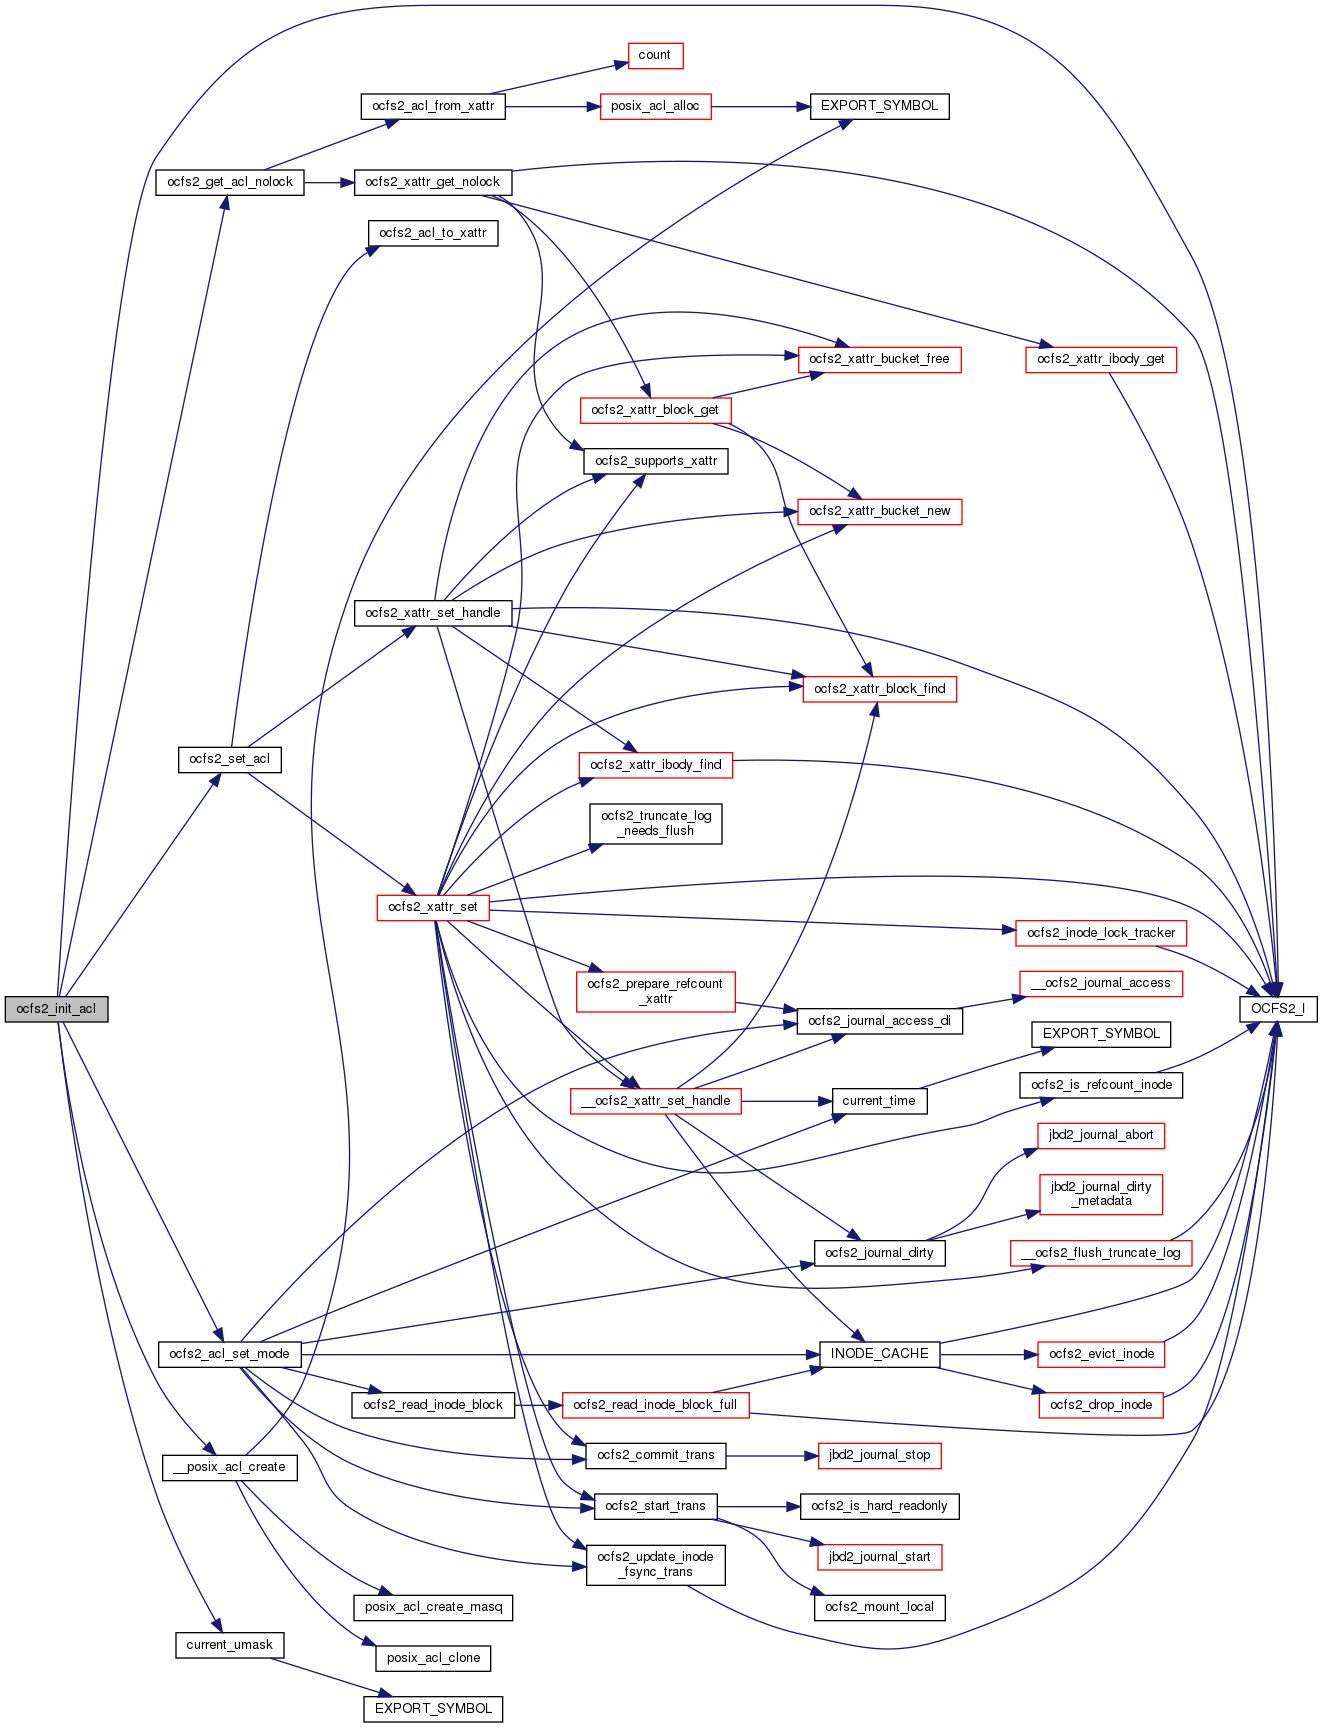 count
ocfs2_acl_from_xattr
posix_acl_alloc
EXPORT_SYMBOL
ocfs2_get_acl_nolock
ocfs2_xattr_get_nolock
ocfs2_acl_to_xattr
ocfs2_xattr_bucket_free
ocfs2_xattr_ibody_get
ocfs2_xattr_block_get
ocfs2_supports_xattr
ocfs2_xattr_bucket_new
ocfs2_xattr_set_handle
ocfs2_xattr_block_find
ocfs2_set_acl
ocfs2_xattr_ibody_find
ocfs2_truncate_log
_needs_flush
ocfs2_xattr_set
ocfs2_inode_lock_tracker
ocfs2_prepare_refcount
_xattr
__ocfs2_journal_access
ocfs2_init_acl
OCFS2_I
ocfs2_journal_access_di
EXPORT_SYMBOL
ocfs2_is_refcount_inode
__ocfs2_xattr_set_handle
current_time
jbd2_journal_abort
jbd2_journal_dirty
_metadata
ocfs2_journal_dirty
__ocfs2_flush_truncate_log
ocfs2_acl_set_mode
INODE_CACHE
ocfs2_evict_inode
ocfs2_read_inode_block
ocfs2_read_inode_block_full
ocfs2_drop_inode
ocfs2_commit_trans
jbd2_journal_stop
__posix_acl_create
ocfs2_start_trans
ocfs2_is_hard_readonly
ocfs2_update_inode
_fsync_trans
jbd2_journal_start
posix_acl_create_masq
ocfs2_mount_local
current_umask
posix_acl_clone
EXPORT_SYMBOL